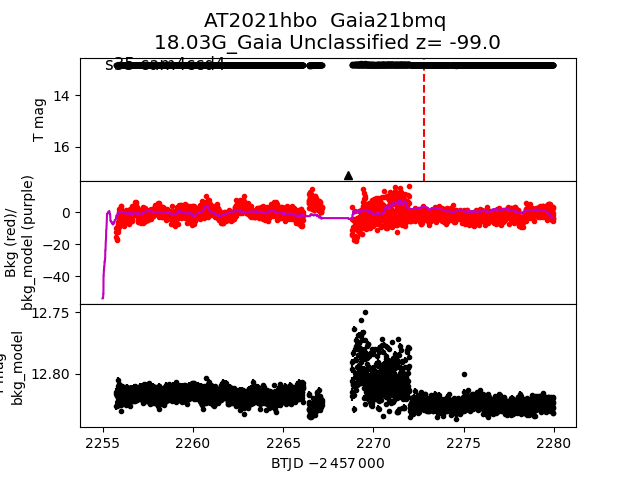 AT2021hbo  Gaia21bmq
18.03G_Gaia Unclassified z= -99.0
s35 cam4ccd4
T mag
14
16
Bkg (red)/
bkg_model (purple)
0
−20
−40
mag
bkg_model
12.75
12.80
2255 2260 2265 2270 2275 2280
BTJD −2 457 000